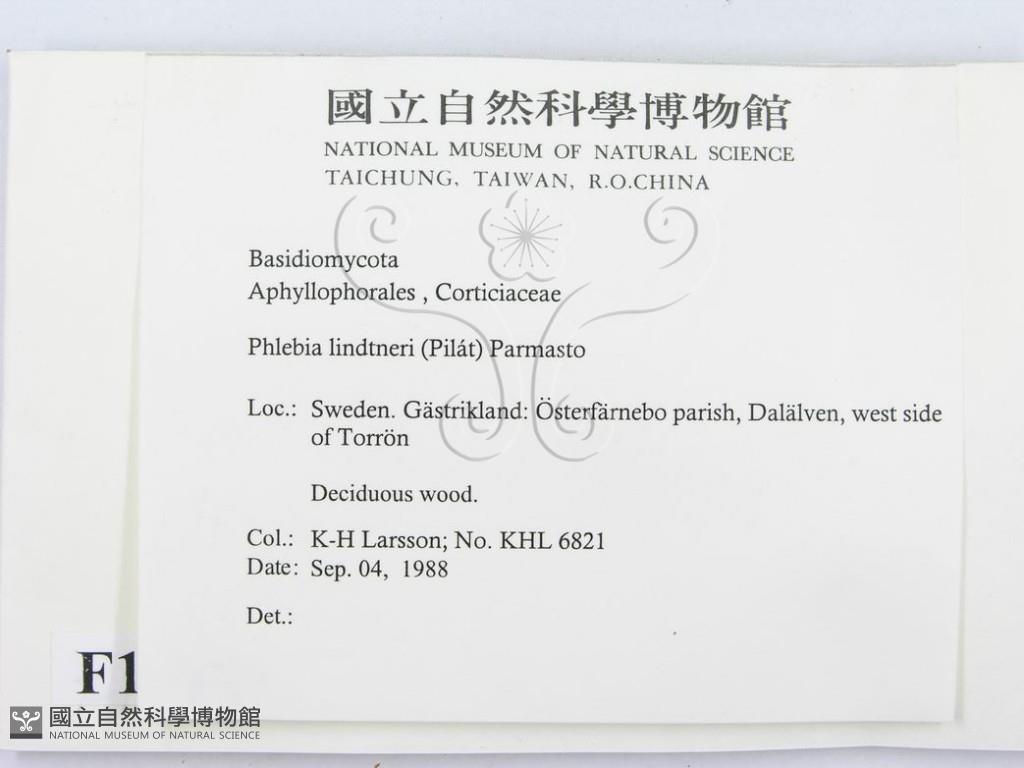 國立自然科學博物館
NATIONAL MUSEUM OF NATURAL SCIENCE
TAICHUNG, TAIWAN, R.O.CHINA
Basidiomycota
Aphyllophorales , Corticiaceae
Phlebia lindtneri (Pilát) Parmasto
Loc.: Sweden. Gästrikland: Österfärnebo parish, Dalälven, west side
of Torrön
Deciduous wood.
Col.: K-H Larsson; No. KHL 6821
Date: Sep. 04, 1988
Det.:
F1
國立自然科學博物館
NATIONAL MUSEUM OF NATURAL SCIENCE